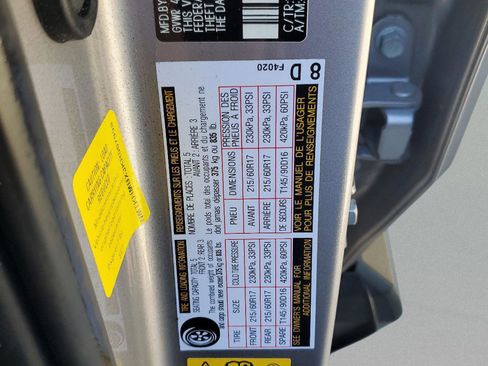 MFD BY
GVWR 4
THIS V
FEDERA
THEFT
THE DA
C/TR:
A/TM:
TIRE AND LOADING INFORMATION
SEATING CAPACITY: TOTAL 5
FRONT 2 : REAR 3
The combined weight of occupants
and cargo should never exceed 375 kg or 835 lbs.
TIRE SIZE COLD TIRE PRESSURE
FRONT 215/60R17 230kPa, 33PSI
REAR 215/60R17 230kPa, 33PSI
SPARE T145/90D16 420kPa, 60PSI
SEE OWNER'S MANUAL FOR
ADDITIONAL INFORMATION
RENSEIGNEMENTS SUR LES PNEUS ET LE CHARGEMENT
NOMBRE DE PLACES : TOTAL 5
AVANT 2 : ARRIÈRE 3
Le poids total des occupants et du chargement ne
doit jamais dépasser 375 kg ou 835 lb.
PNEU DIMENSIONS PRESSION DES
PNEUS À FROID
AVANT 215/60R17 230kPa, 33PSI
ARRIÈRE 215/60R17 230kPa, 33PSI
DE SECOURS T145/90D16 420kPa, 60PSI
VOIR LE MANUEL DE L'USAGER
POUR PLUS DE RENSEIGNEMENTS
8 D
F4020